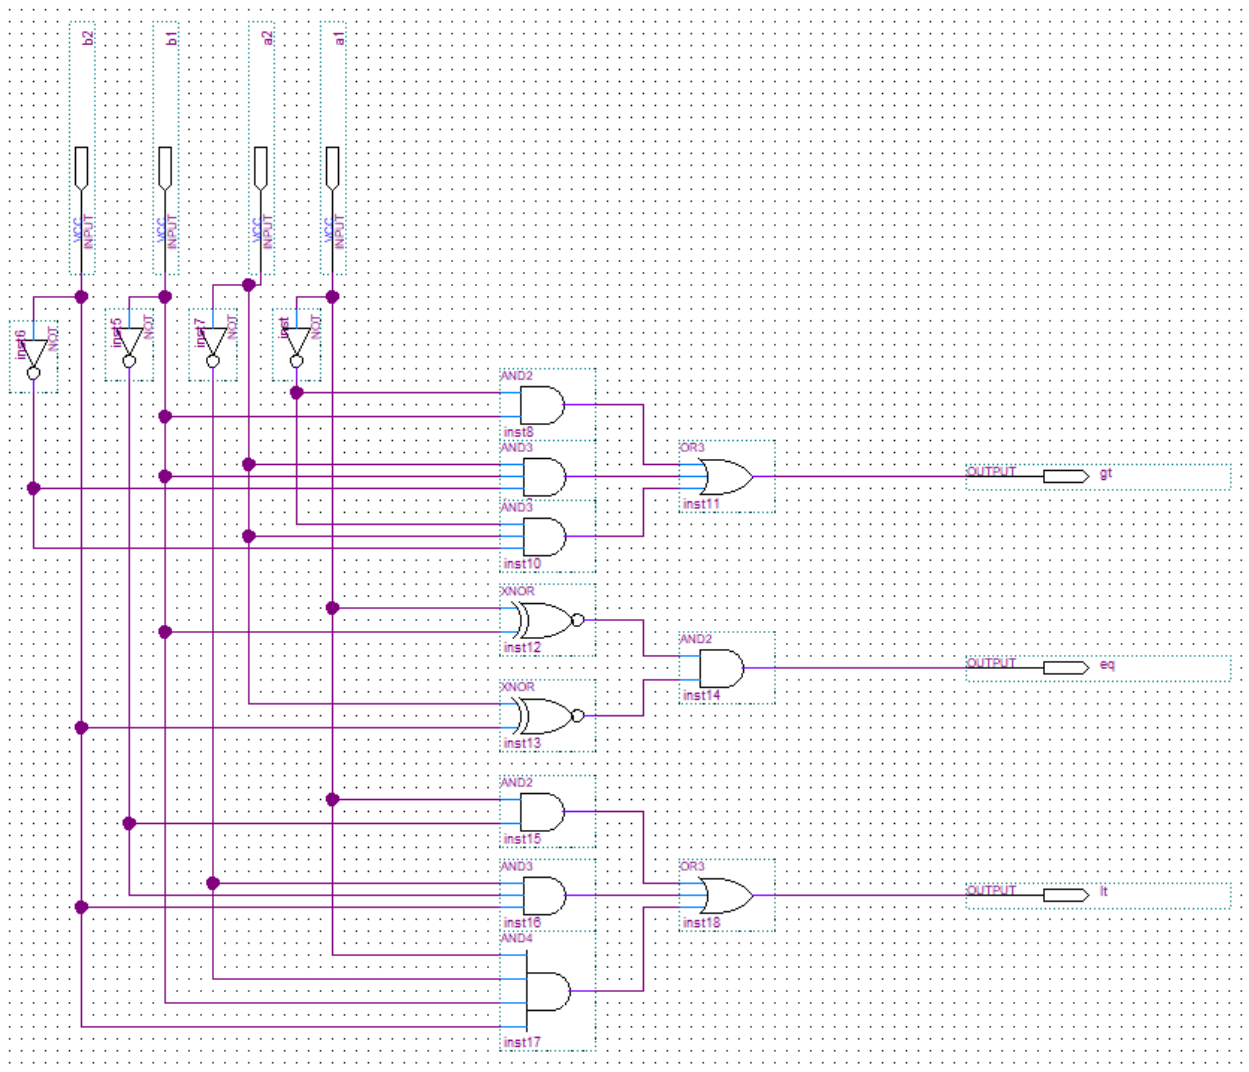 b2
b1
a2
a1
VCC
INPUT
VCC
INPUT
VCC
INPUT
VCC
INPUT
inst6
NOT
inst5
NOT
inst7
NOT
inst
NOT
AND2
inst8
AND3
AND3
inst10
OR3
inst11
OUTPUT
gt
XNOR
inst12
XNOR
inst13
AND2
inst14
OUTPUT
eq
AND2
inst15
AND3
inst16
AND4
inst17
OR3
inst18
OUTPUT
lt